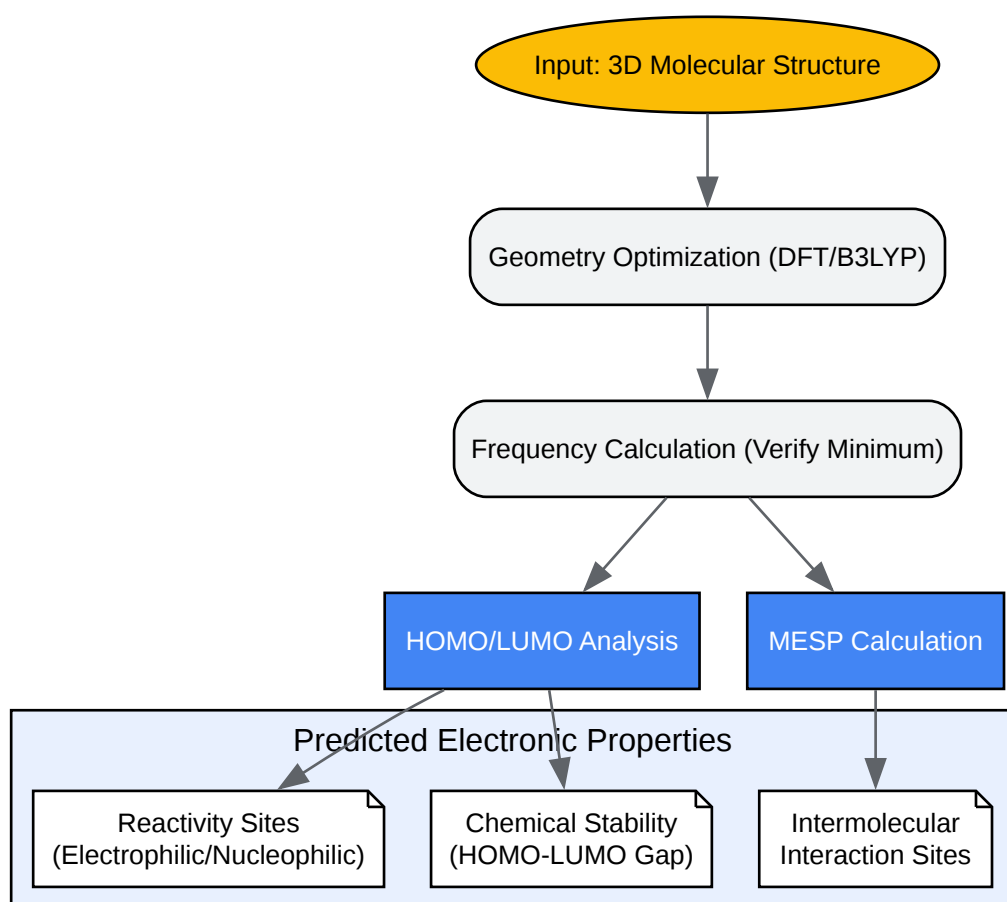 Input: 3D Molecular Structure
Geometry Optimization (DFT/B3LYP)
Frequency Calculation (Verify Minimum)
HOMO/LUMO Analysis
MESP Calculation
Predicted Electronic Properties
Reactivity Sites
(Electrophilic/Nucleophilic)
Chemical Stability
(HOMO-LUMO Gap)
Intermolecular
Interaction Sites